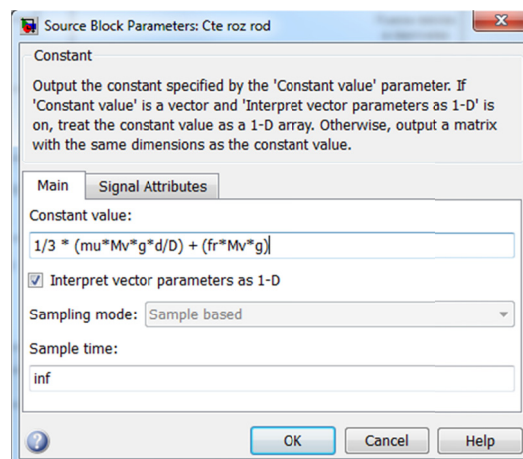 Source Block Parameters: Cte roz rod
Constant
Output the constant specified by the 'Constant value' parameter. If
'Constant value' is a vector and 'Interpret vector parameters as 1-D' is
on, treat the constant value as a 1-D array. Otherwise, output a matrix
with the same dimensions as the constant value.
Main Signal Attributes
Constant value:
1/3 * (mu*Mv*g*d/D) + (fr*Mv*g)
Interpret vector parameters as 1-D
Sampling mode: Sample based
Sample time:
inf
OK Cancel Help